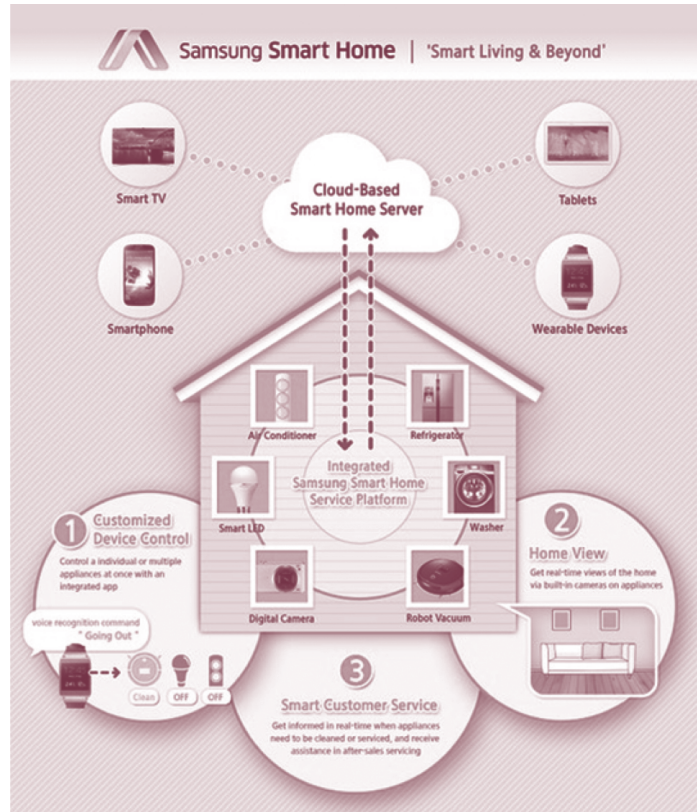 Samsung Smart Home | 'Smart Living & Beyond'
Smart TV
Cloud-Based
Smart Home Server
Tablets
Smartphone
Wearable Devices
Air Conditioner
Refrigerator
Integrated
Samsung Smart Home
Service Platform
Smart LED
Washer
Digital Camera
Robot Vacuum
1 Customized
Device Control
Control a individual or multiple
appliances at once with an
integrated app
voice recognition command
" Going Out "
Clean OFF OFF
2
Home View
Get real-time views of the home
via built-in cameras on appliances
3
Smart Customer Service
Get informed in real-time when appliances
need to be cleaned or serviced, and receive
assistance in after-sales servicing